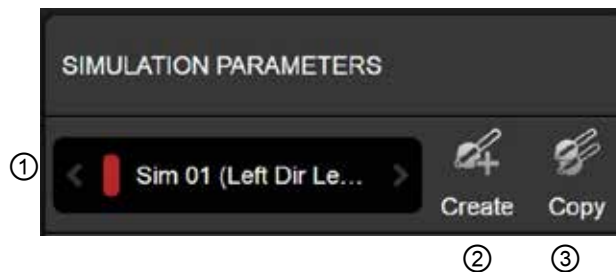 SIMULATION PARAMETERS
① Sim 01 (Left Dir Le...
Create Copy
② ③